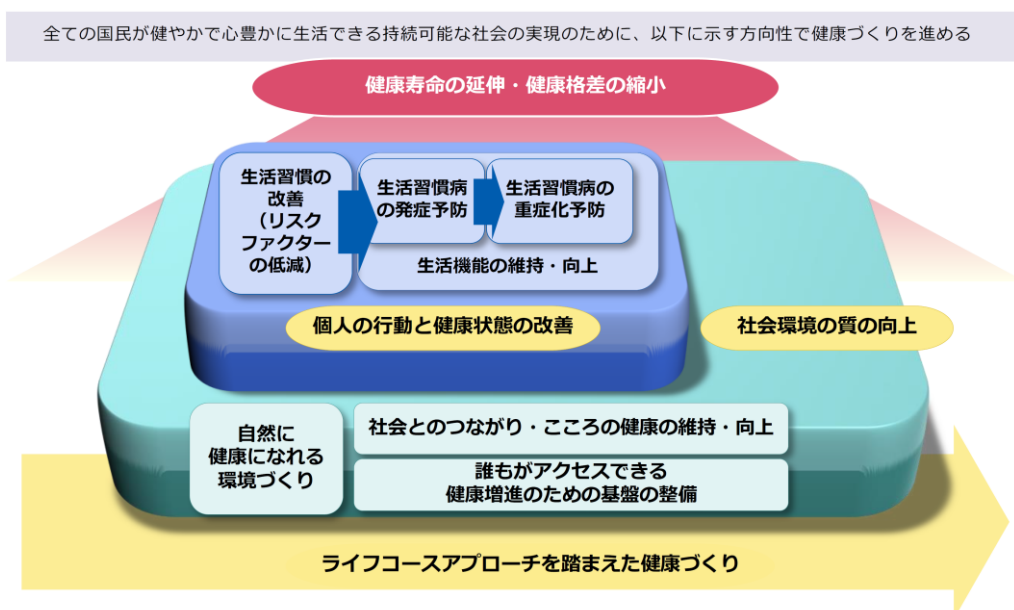 全ての国民が健やかで心豊かに生活できる持続可能な社会の実現のために、以下に示す方向性で健康づくりを進める
健康寿命の延伸・健康格差の縮小
生活習慣の
改善
（リスク
ファクター
の低減）
生活習慣病
の発症予防
生活習慣病の
重症化予防
生活機能の維持・向上
個人の行動と健康状態の改善
社会環境の質の向上
自然に
健康になれる
環境づくり
社会とのつながり・こころの健康の維持・向上
誰もがアクセスできる
健康増進のための基盤の整備
ライフコースアプローチを踏まえた健康づくり